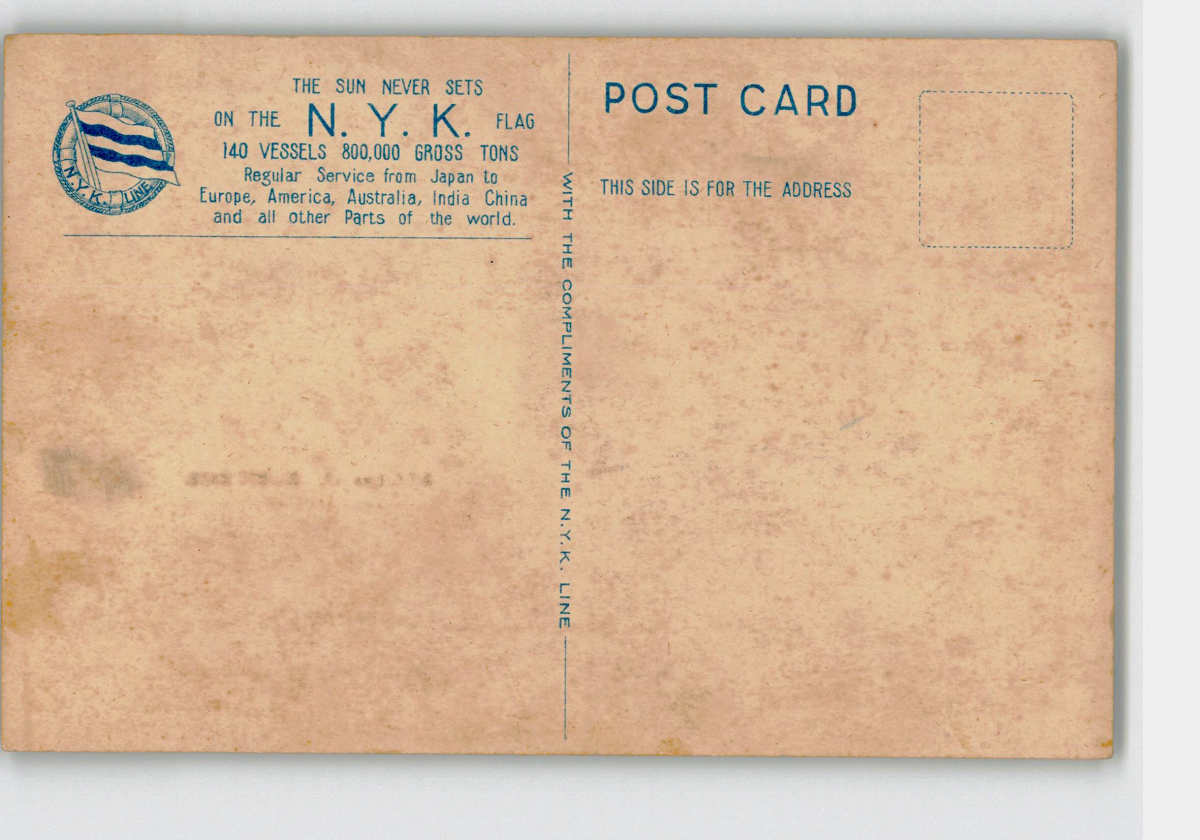 THE SUN NEVER SETS
ON THE N. Y. K. FLAG
140 VESSELS 800,000 GROSS TONS
Regular Service from Japan to
Europe, America, Australia, India China
and all other Parts of the world.
N.Y.K. LINE
WITH THE COMPLIMENTS OF THE N.Y.K. LINE
POST CARD
THIS SIDE IS FOR THE ADDRESS